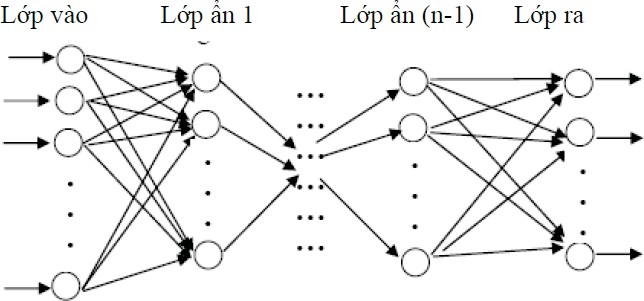 Lớp vào Lớp ẩn 1 Lớp ẩn (n-1) Lớp ra